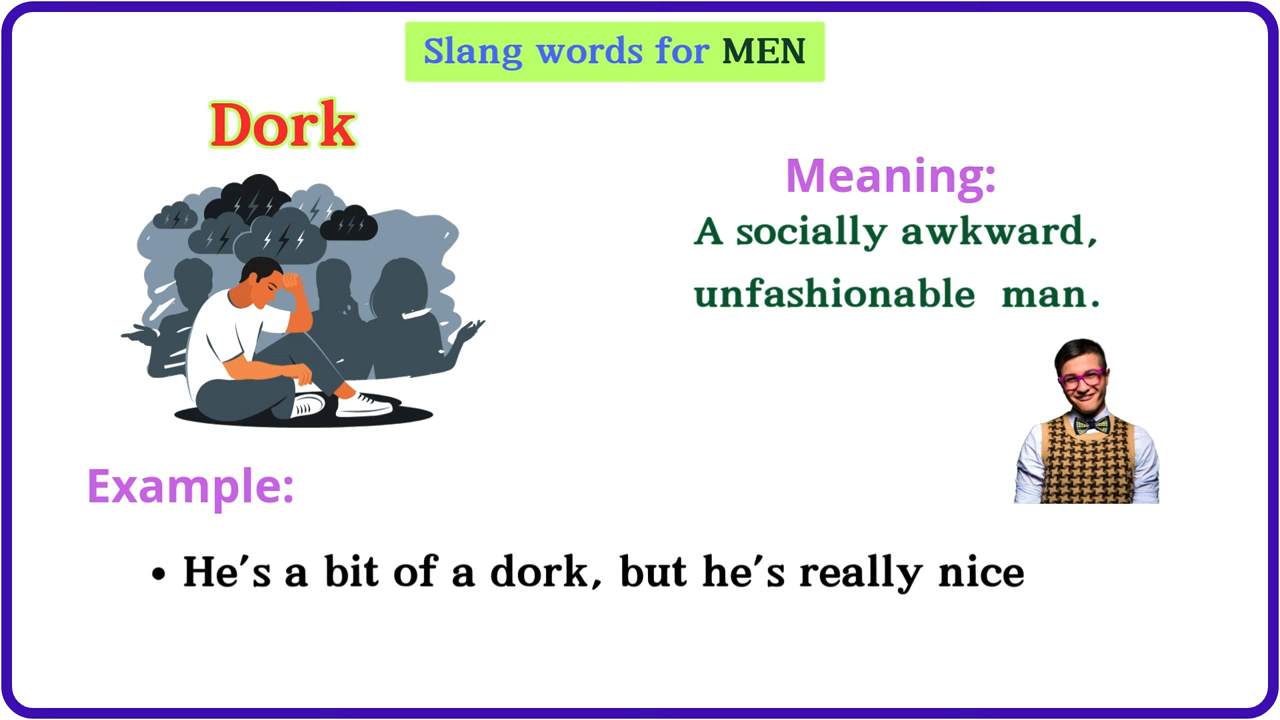 Slang words for MEN
Dork
Meaning:
A socially awkward,
unfashionable man.
Example:
• He's a bit of a dork, but he's really nice